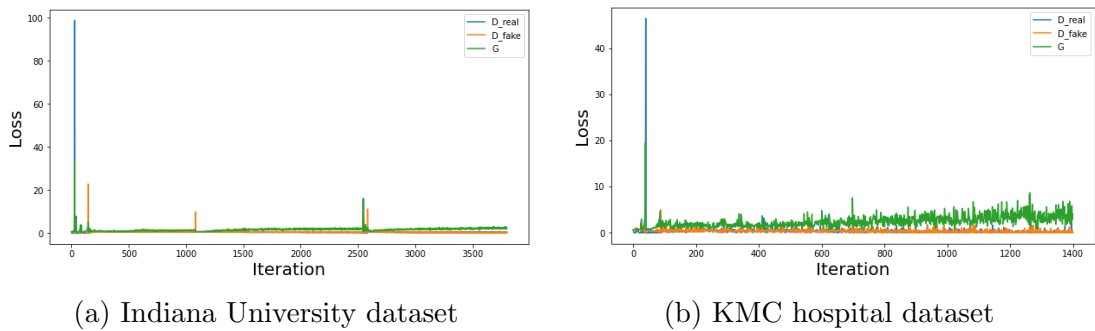 100
80
60
40
20
0
Loss
0
500
1000
1500
2000
2500
3000
3500
Iteration
D_real
D_fake
G
(a) Indiana University dataset
40
30
20
10
0
Loss
0
200
400
600
800
1000
1200
1400
Iteration
D_real
D_fake
G
(b) KMC hospital dataset